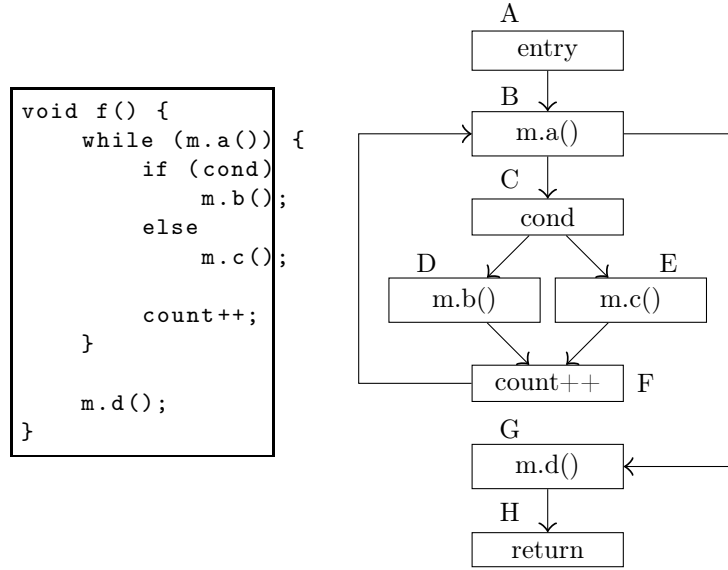 void f() {
    while (m.a()) {
        if (cond)
            m.b();
        else
            m.c();

        count++;
    }

    m.d();
}
A
entry
B
m.a()
C
cond
D
m.b()
E
m.c()
count++
F
G
m.d()
H
return